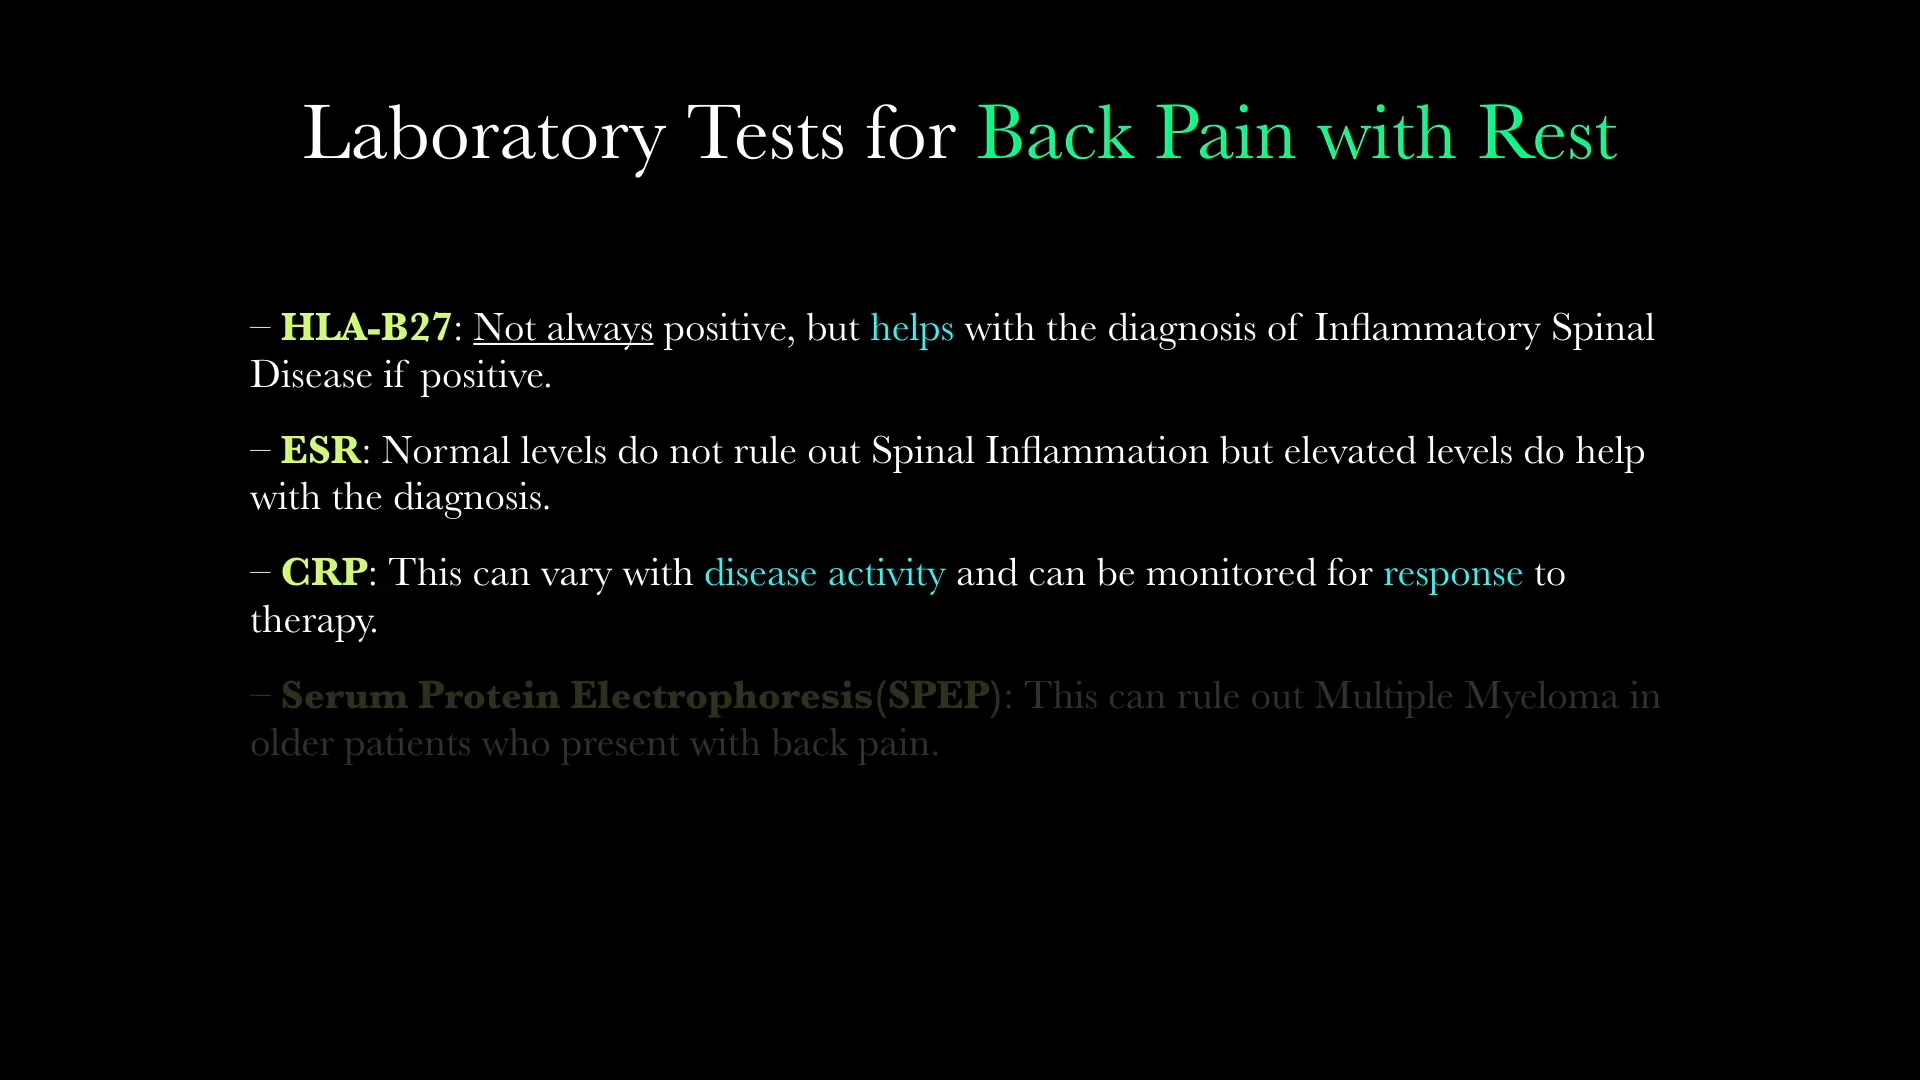 Laboratory Tests for Back Pain with Rest
– HLA-B27: Not always positive, but helps with the diagnosis of Inflammatory Spinal
Disease if positive.
– ESR: Normal levels do not rule out Spinal Inflammation but elevated levels do help
with the diagnosis.
– CRP: This can vary with disease activity and can be monitored for response to
therapy.
– Serum Protein Electrophoresis(SPEP): This can rule out Multiple Myeloma in
older patients who present with back pain.